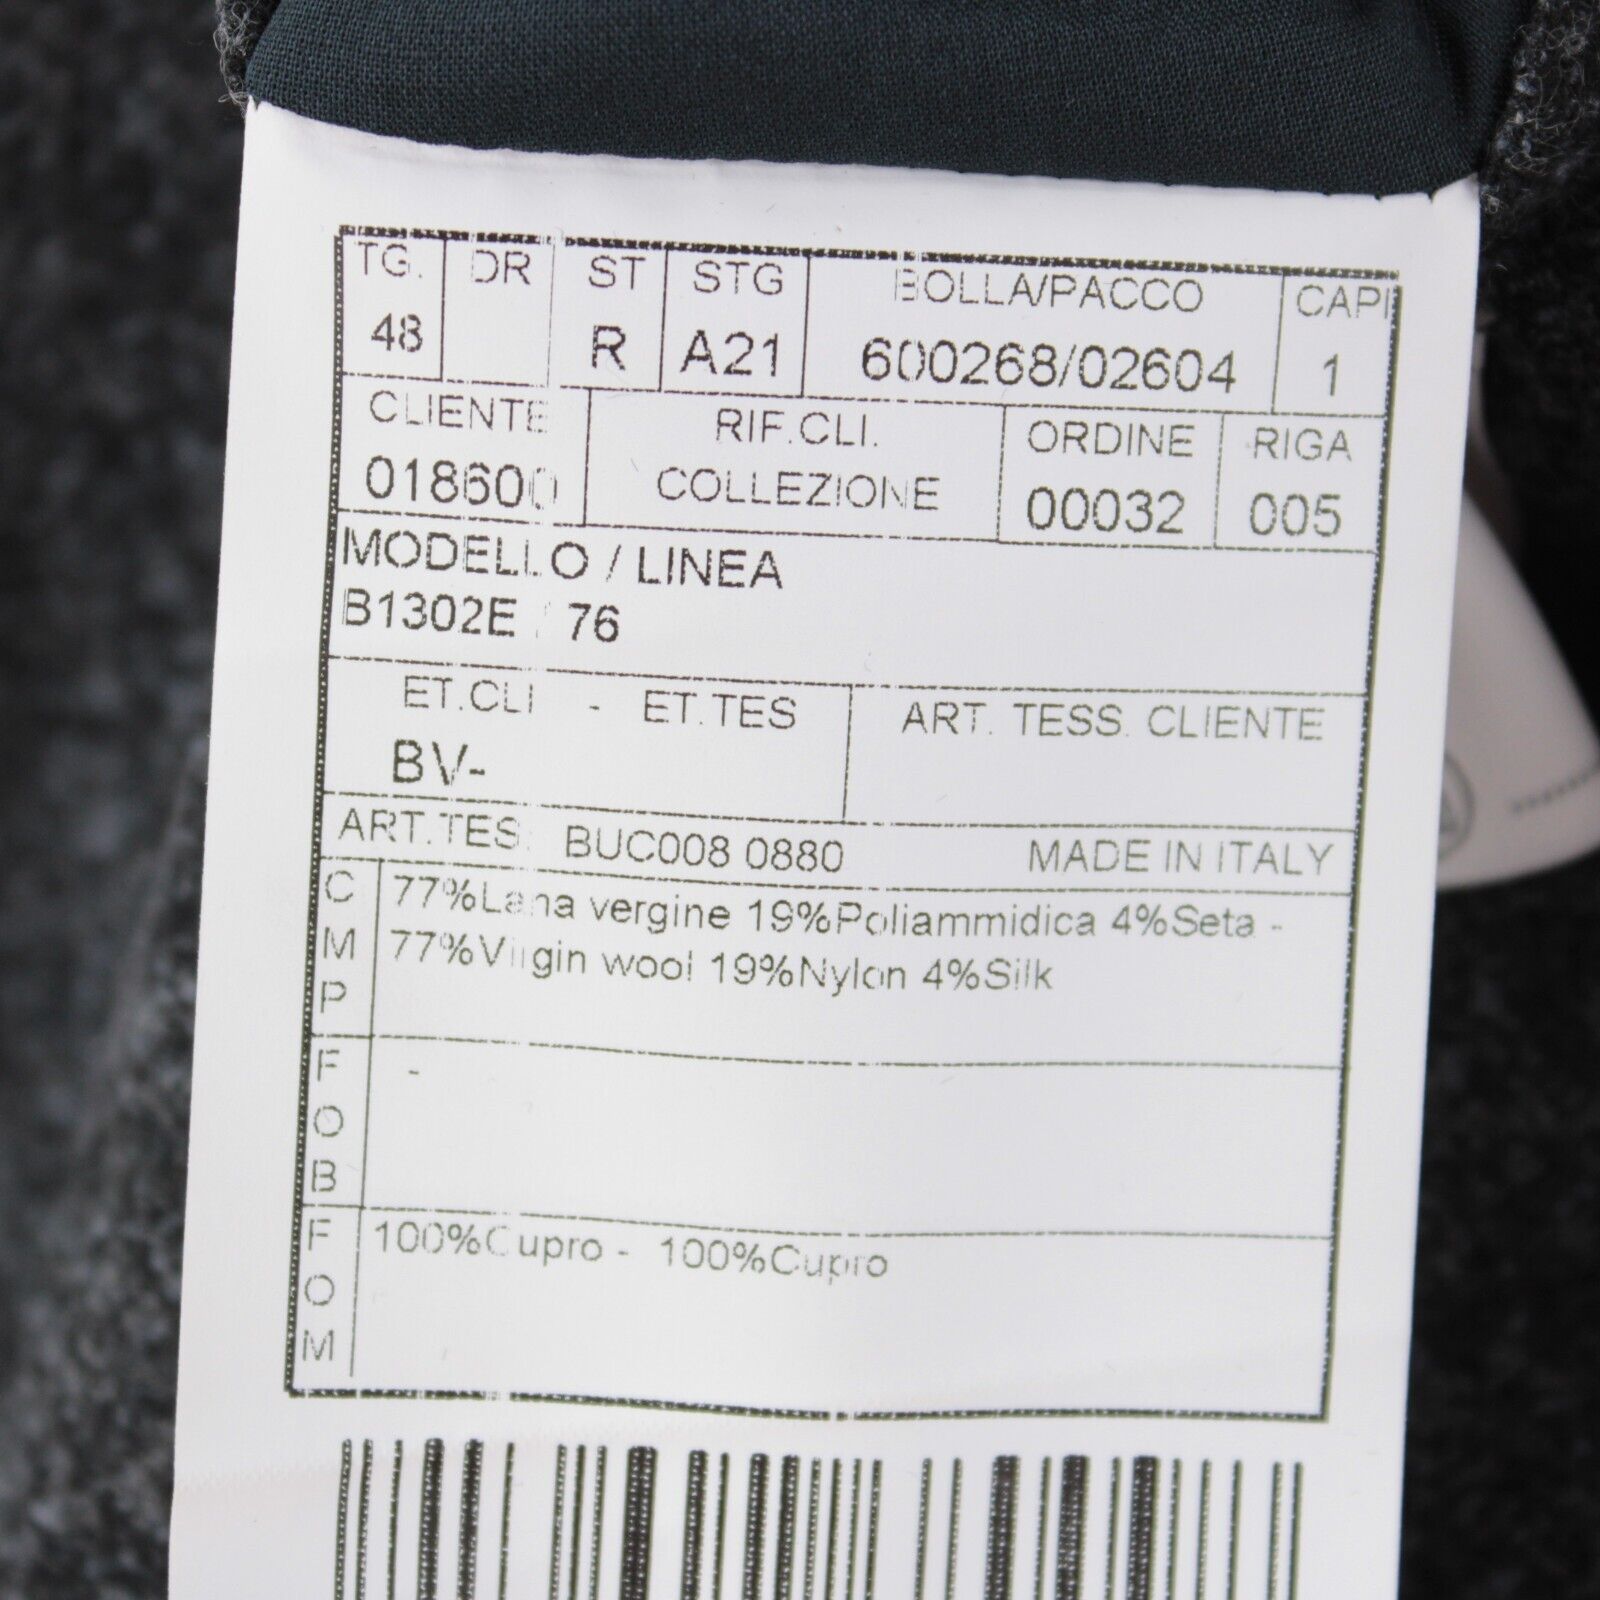 TG. DR ST STG BOLLA/PACCO CAPI
48 R A21 600268/02604 1
CLIENTE RIF.CLI. ORDINE RIGA
018600 COLLEZIONE 00032 005
MODELLO / LINEA
B1302E / 76
ET.CLI - ET.TES ART. TESS. CLIENTE
BV-
ART.TES: BUC008 0880 MADE IN ITALY
CMP 77%Lana vergine 19%Poliammidica 4%Seta -
77%Virgin wool 19%Nylon 4%Silk
FOB -
FOM 100%Cupro - 100%Cupro